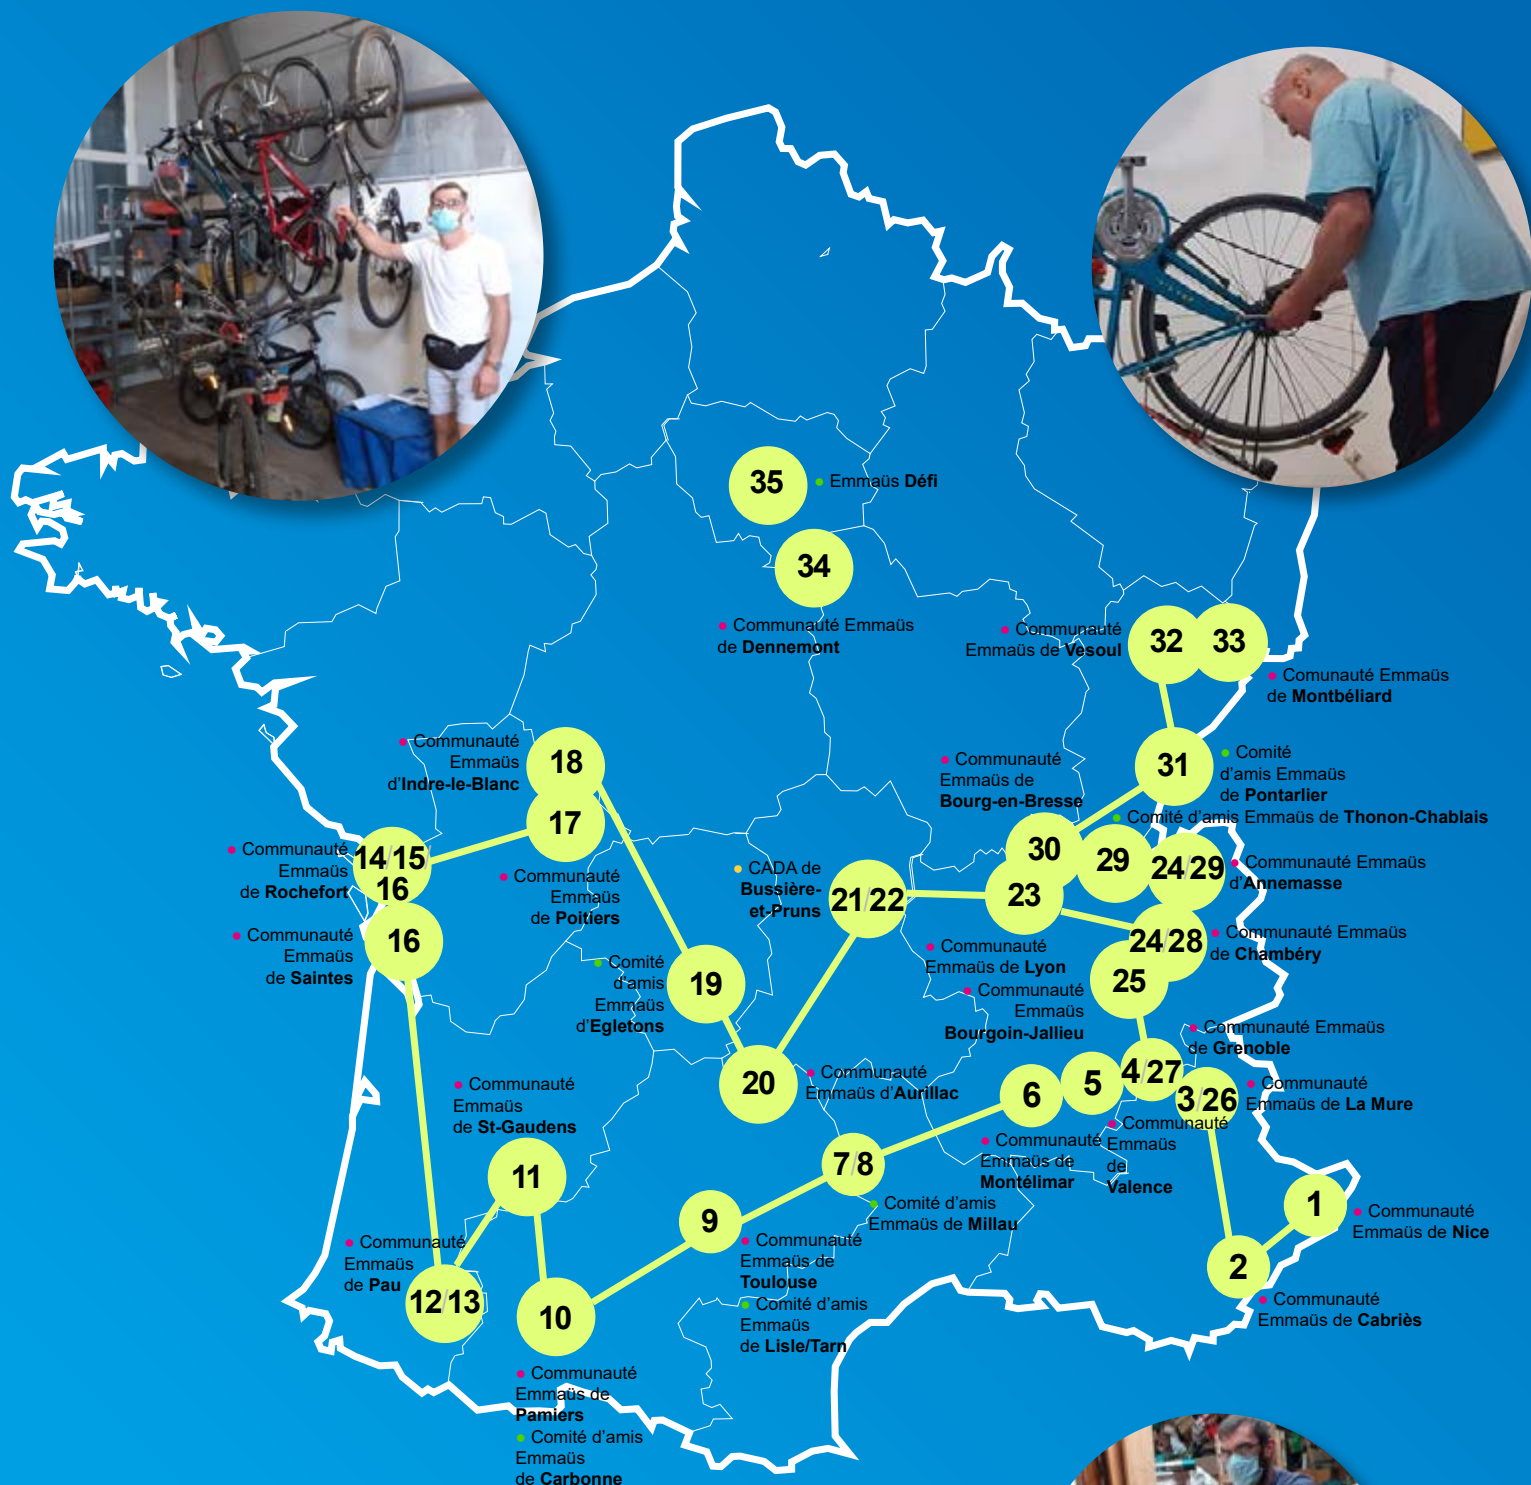 35
• Emmaüs Défi
34
• Communauté Emmaüs
de Dennemont
• Communauté
Emmaüs de Vesoul
32
33
• Comunauté Emmaüs
de Montbéliard
• Communauté
Emmaüs
d'Indre-le-Blanc
18
17
• Communauté
Emmaüs de
Bourg-en-Bresse
31
• Comité
d'amis Emmaüs
de Pontarlier
• Comité d'amis Emmaüs de Thonon-Chablais
• Communauté
Emmaüs
de Rochefort
14/15/
16
• Communauté
Emmaüs
de Poitiers
• CADA de
Bussière-
et-Pruns
21/22
30
23
29
24/29
• Communauté Emmaüs
d'Annemasse
• Communauté
Emmaüs
de Saintes
16
• Comité
d'amis
Emmaüs
d'Egletons
19
• Communauté
Emmaüs de Lyon
24/28
• Communauté Emmaüs
de Chambéry
25
• Communauté
Emmaüs
Bourgoin-Jallieu
• Communauté Emmaüs
de Grenoble
20
• Communauté
Emmaüs d'Aurillac
6
5
4/27
3/26
• Communauté
Emmaüs de La Mure
• Communauté
Emmaüs
de St-Gaudens
11
7/8
• Communauté
Emmaüs de
Montélimar
• Communauté
Emmaüs
de
Valence
• Comité d'amis
Emmaüs de Millau
9
1
• Communauté
Emmaüs de Nice
• Communauté
Emmaüs
de Pau
12/13
10
• Communauté
Emmaüs de
Toulouse
• Comité d'amis
Emmaüs
de Lisle/Tarn
2
• Communauté
Emmaüs de Cabriès
• Communauté
Emmaüs de
Pamiers
• Comité d'amis
Emmaüs
de Carbonne